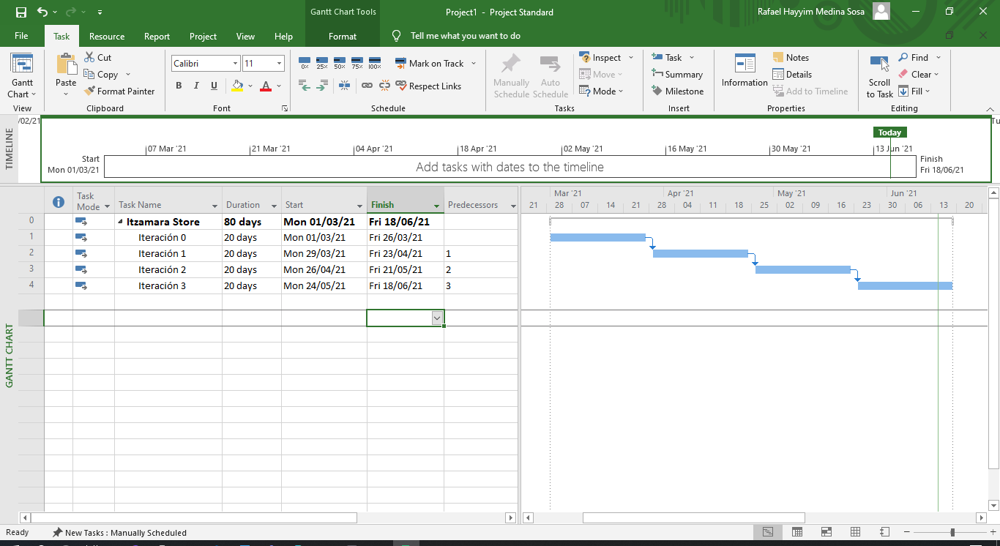 Gantt Chart Tools
Project1 - Project Standard
Rafael Hayyim Medina Sosa
File Task Resource Report Project View Help Format Tell me what you want to do
Gantt Chart
View
Paste
Cut
Copy
Format Painter
Clipboard
Calibri 11
B I U A
Font
0% 25% 50% 75% 100%
Mark on Track
Respect Links
Schedule
Manually Schedule
Auto Schedule
Inspect
Move
Mode
Tasks
Task
Summary
Milestone
Insert
Information
Notes
Details
Add to Timeline
Properties
Scroll to Task
Find
Clear
Fill
Editing
TIMELINE
/02/21
Tu
Today
07 Mar '21 21 Mar '21 04 Apr '21 18 Apr '21 02 May '21 16 May '21 30 May '21 13 Jun '21
Start
Mon 01/03/21
Add tasks with dates to the timeline
Finish
Fri 18/06/21
GANTT CHART
Task Mode Task Name Duration Start Finish Predecessors
0 Itzamara Store 80 days Mon 01/03/21 Fri 18/06/21
1 Iteración 0 20 days Mon 01/03/21 Fri 26/03/21
2 Iteración 1 20 days Mon 29/03/21 Fri 23/04/21 1
3 Iteración 2 20 days Mon 26/04/21 Fri 21/05/21 2
4 Iteración 3 20 days Mon 24/05/21 Fri 18/06/21 3
Mar '21 Apr '21 May '21 Jun '21
21 28 07 14 21 28 04 11 18 25 02 09 16 23 30 06 13 20
Ready
New Tasks : Manually Scheduled